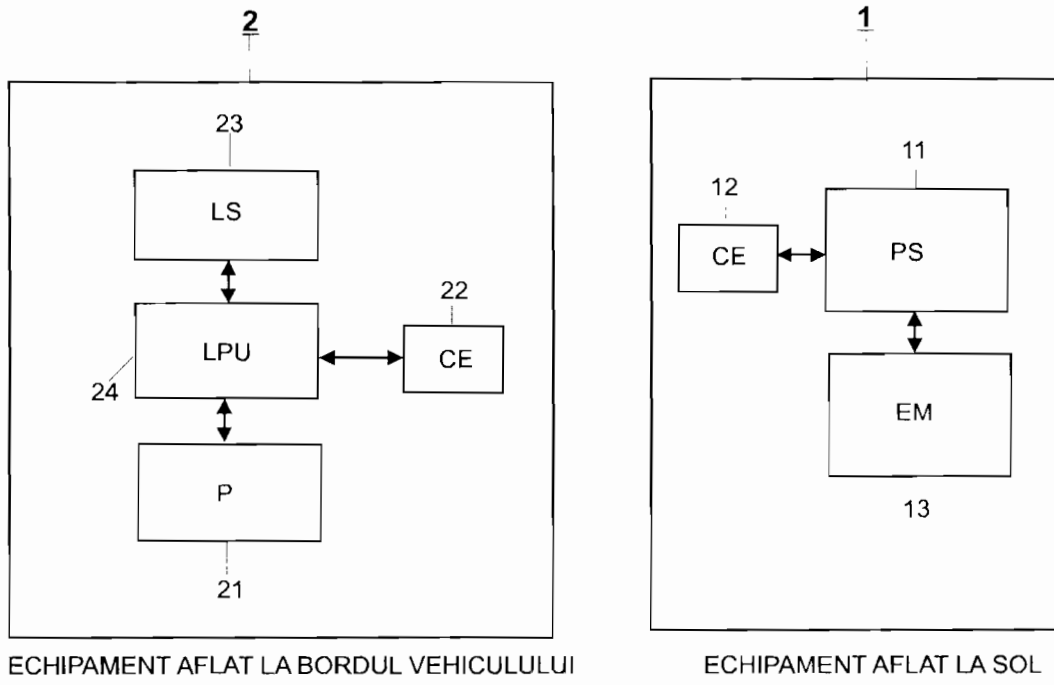 2
1
23
LS
11
12
PS
CE
22
LPU
CE
24
EM
P
13
21
ECHIPAMENT AFLAT LA BORDUL VEHICULULUI
ECHIPAMENT AFLAT LA SOL